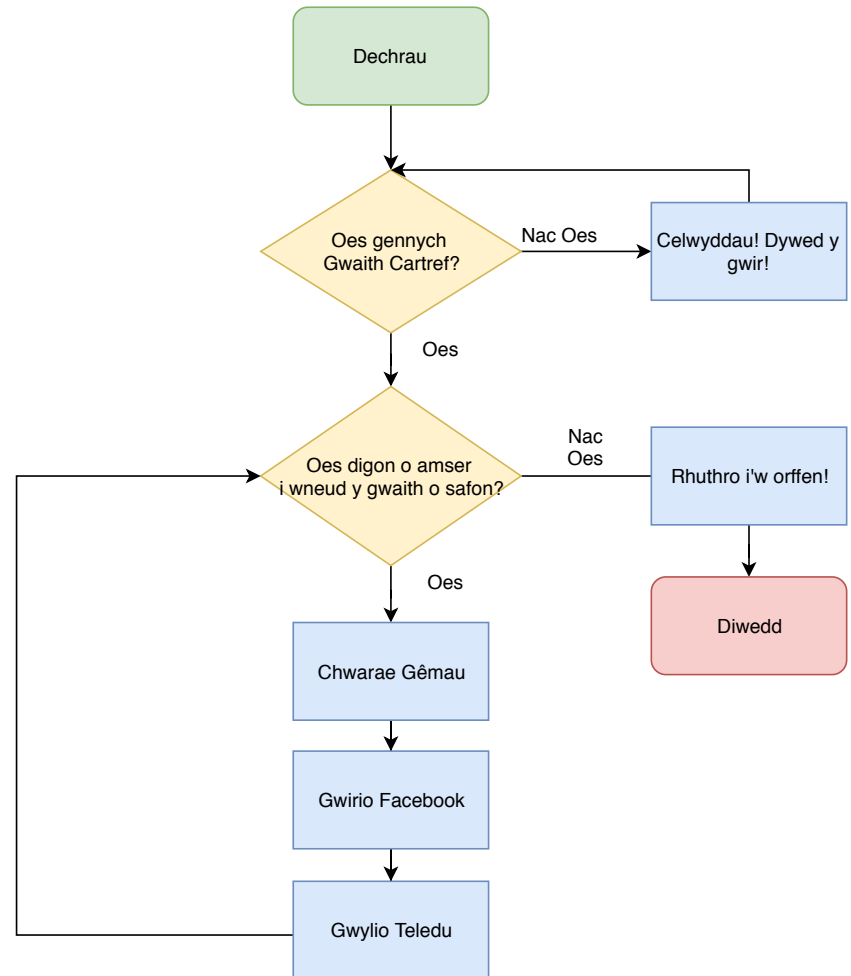 Dechrau
Oes gennych
Gwaith Cartref?
Nac Oes
Celwyddau! Dywed y
gwir!
Oes
Oes digon o amser
i wneud y gwaith o safon?
Nac
Oes
Rhuthro i'w orffen!
Oes
Diwedd
Chwarae Gêmau
Gwirio Facebook
Gwylio Teledu